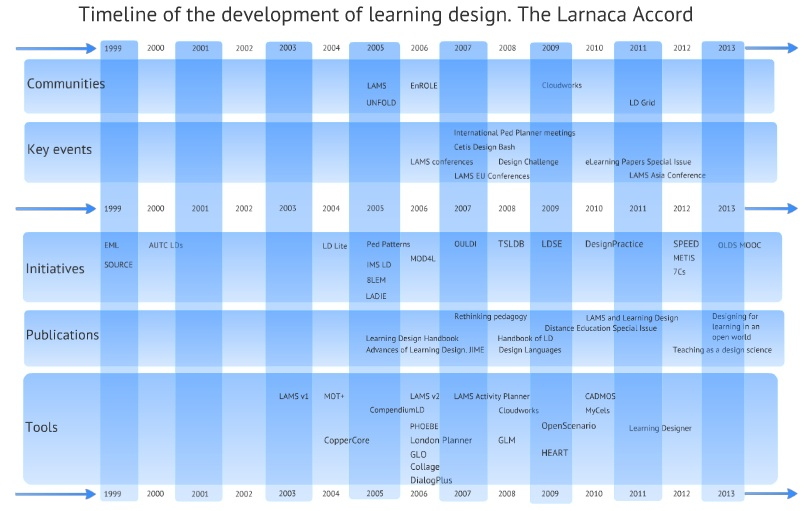 Timeline of the development of learning design. The Larnaca Accord
1999 2000 2001 2002 2003 2004 2005 2006 2007 2008 2009 2010 2011 2012 2013
Communities
LAMS EnROLE Cloudworks
UNFOLD LD Grid
Key events
International Ped Planner meetings
Cetis Design Bash
LAMS conferences Design Challenge eLearning Papers Special Issue
LAMS EU Conferences LAMS Asia Conference
1999 2000 2001 2002 2003 2004 2005 2006 2007 2008 2009 2010 2011 2012 2013
Initiatives
EML AUTC LDs LD Lite Ped Patterns OULDI TSLDB LDSE DesignPractice SPEED OLDS MOOC
MOD4L METIS
SOURCE IMS LD
7Cs
8LEM
LADiE
Publications
Rethinking pedagogy LAMS and Learning Design Designing for
Distance Education Special Issue learning in an
Learning Design Handbook Handbook of LD open world
Advances of Learning Design, JIME Design Languages Teaching as a design science
Tools
LAMS v1 MOT+ LAMS v2 LAMS Activity Planner CADMOS
CompendiumLD Cloudworks MyCels
PHOEBE OpenScenario Learning Designer
CopperCore London Planner GLM
GLO HEART
Collage
DialogPlus
1999 2000 2001 2002 2003 2004 2005 2006 2007 2008 2009 2010 2011 2012 2013